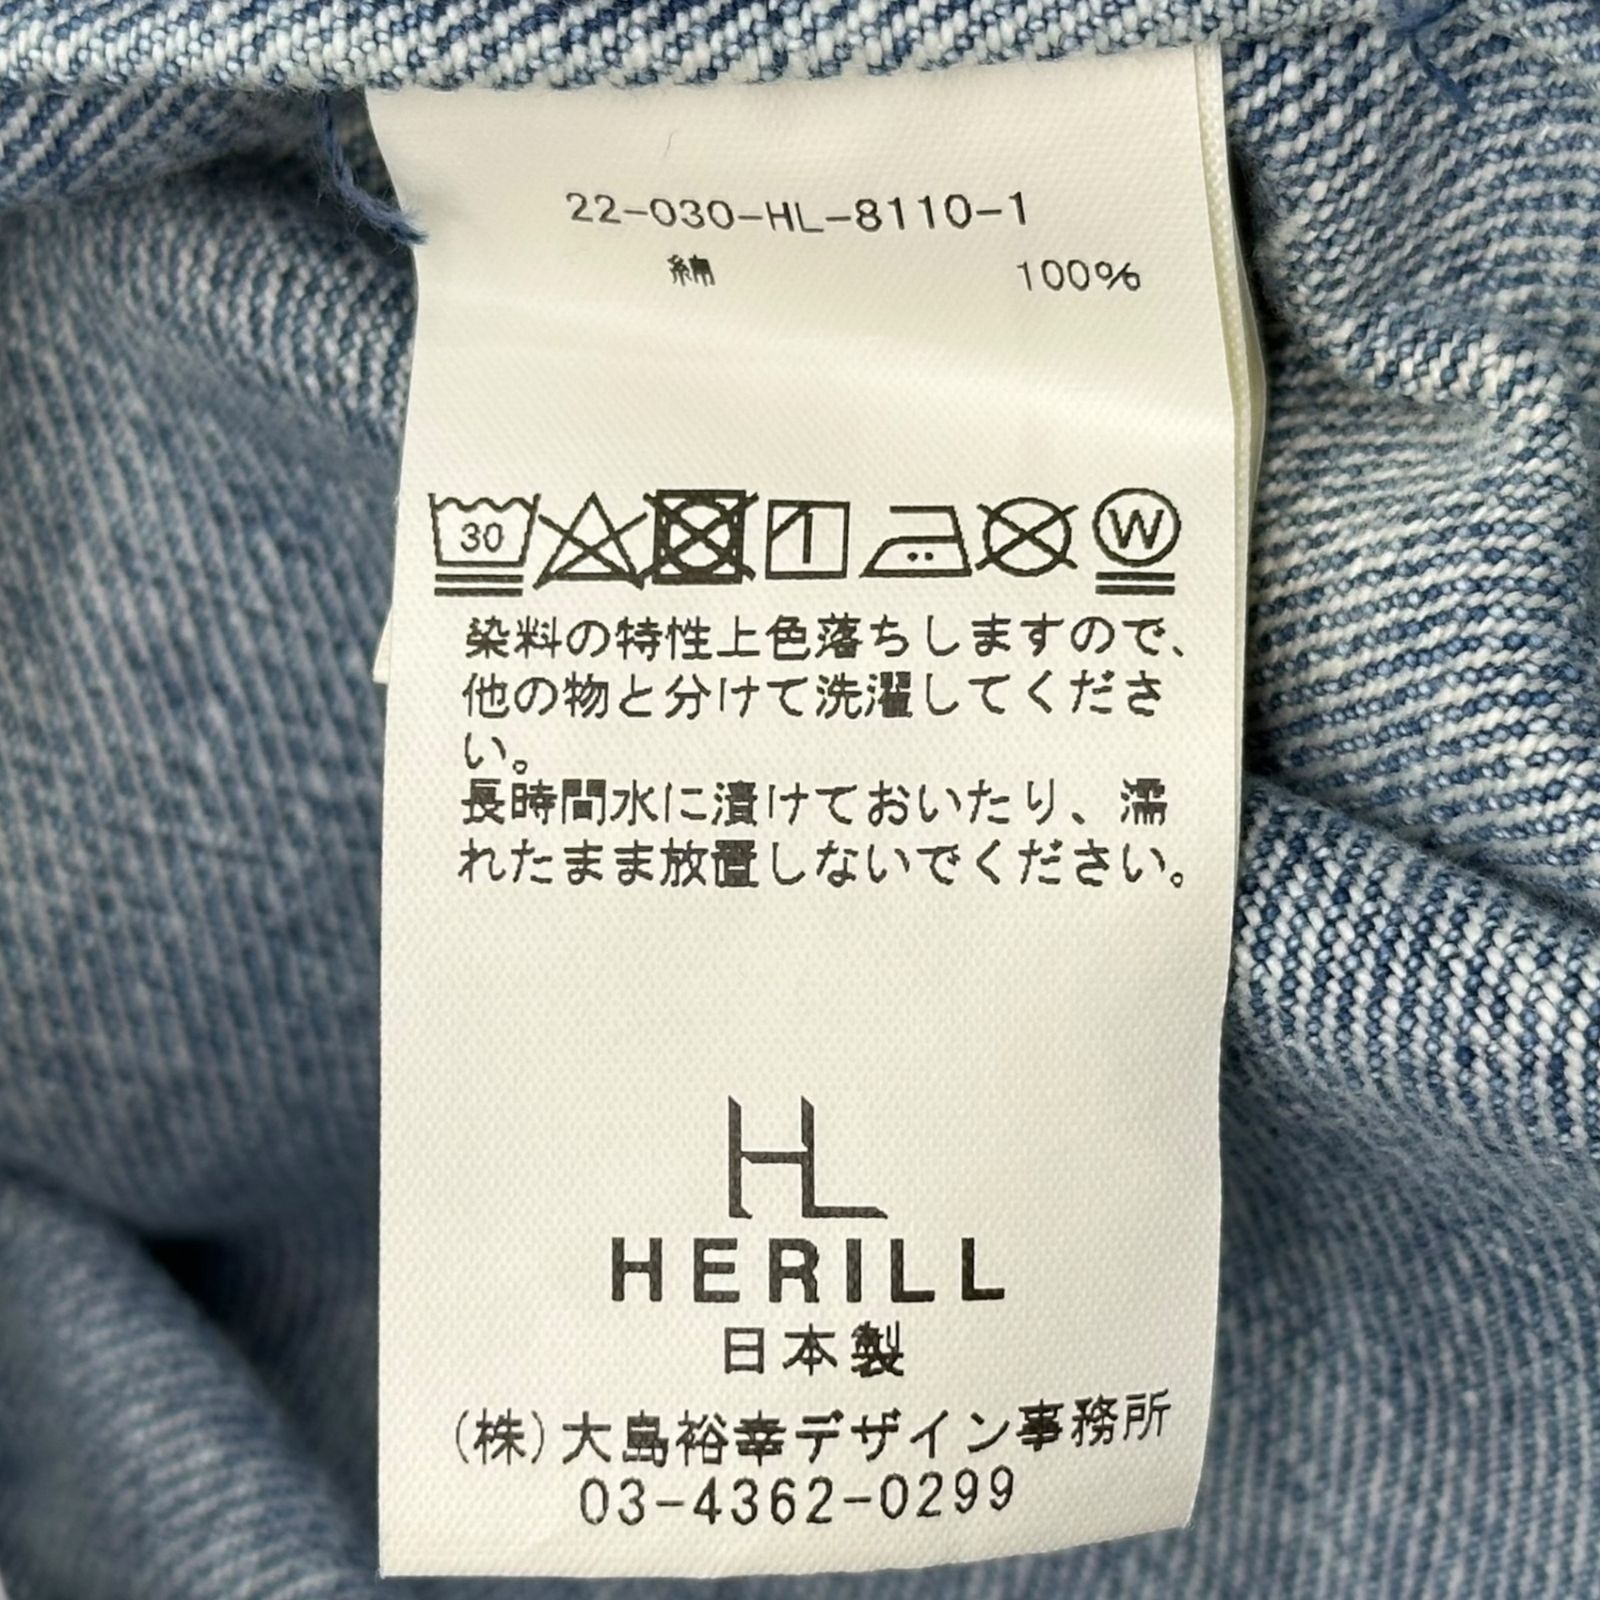 22-030-HL-8110-1
綿 100%
30
W
染料の特性上色落ちしますので、
他の物と分けて洗濯してくださ
い。
長時間水に漬けておいたり、濡
れたまま放置しないでください。
HL
HERILL
日本製
(株)大島裕幸デザイン事務所
03-4362-0299